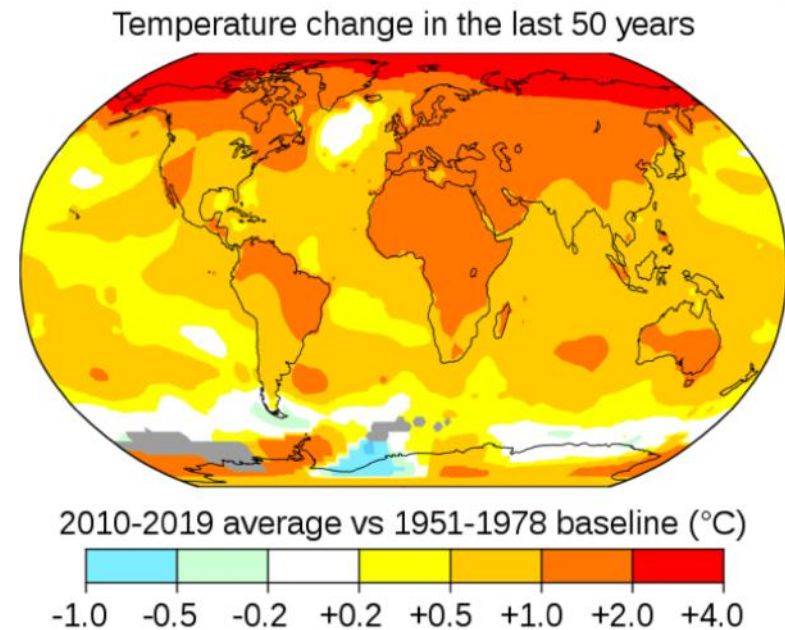 Temperature change in the last 50 years
2010-2019 average vs 1951-1978 baseline (°C)
-1.0 -0.5 -0.2 +0.2 +0.5 +1.0 +2.0 +4.0